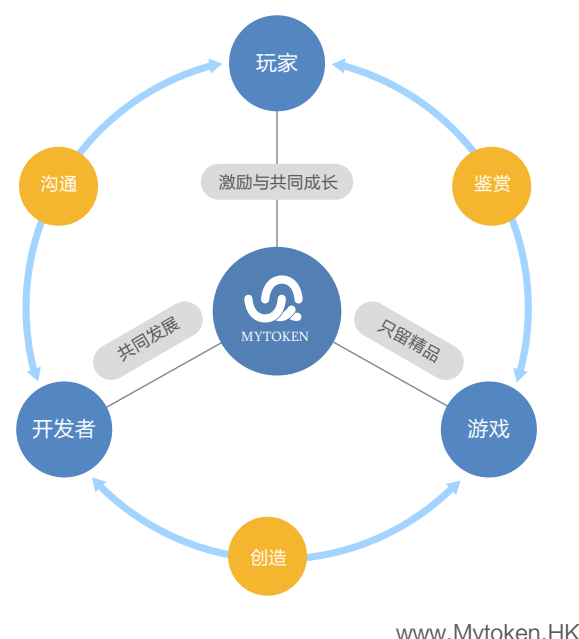 玩家
沟通
鉴赏
激励与共同成长
MYTOKEN
共同发展
只留精品
开发者
游戏
创造
www.Mytoken.HK